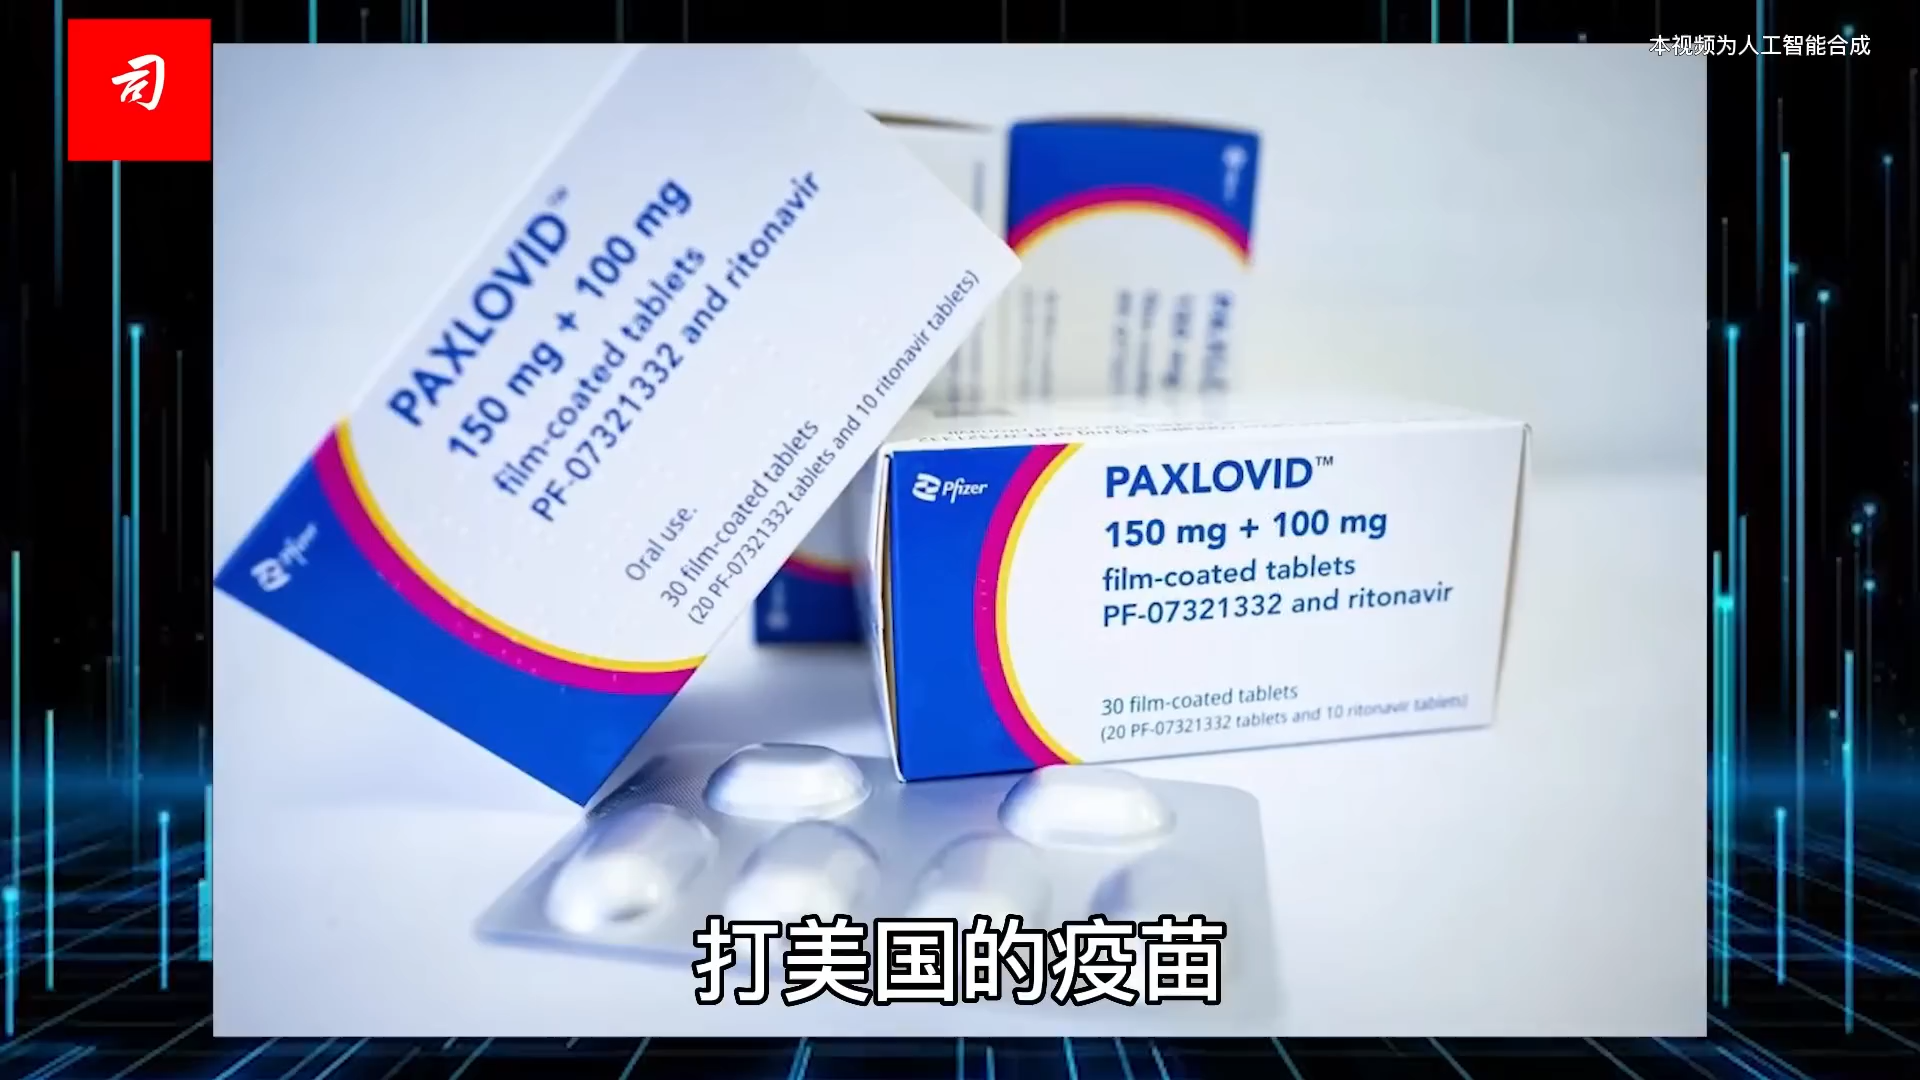 司
本视频为人工智能合成
PAXLOVID™
150 mg + 100 mg
film-coated tablets
PF-07321332 and ritonavir
Oral use.
30 film-coated tablets
(20 PF-07321332 tablets and 10 ritonavir tablets)
Pfizer
Pfizer
PAXLOVID™
150 mg + 100 mg
film-coated tablets
PF-07321332 and ritonavir
30 film-coated tablets
(20 PF-07321332 tablets and 10 ritonavir tablets)
打美国的疫苗